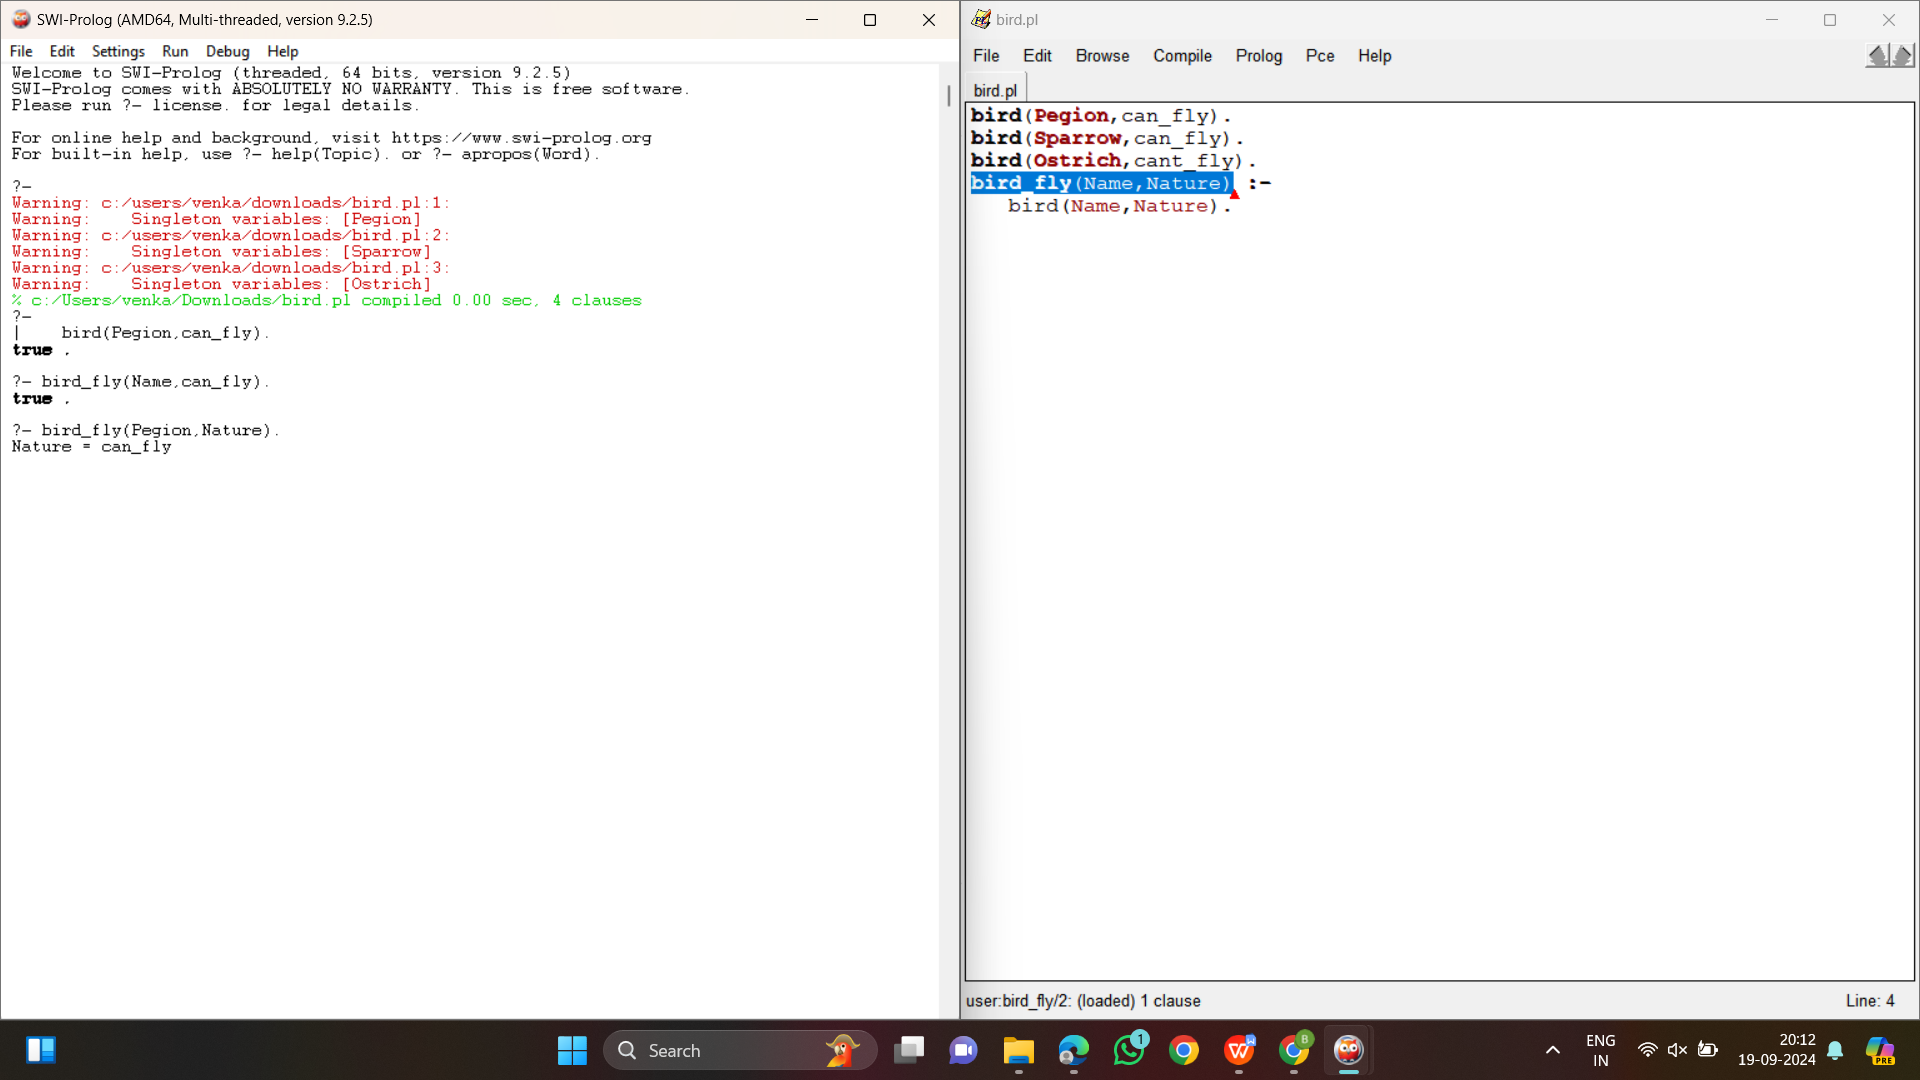 SWI-Prolog (AMD64, Multi-threaded, version 9.2.5)
File Edit Settings Run Debug Help
Welcome to SWI-Prolog (threaded, 64 bits, version 9.2.5)
SWI-Prolog comes with ABSOLUTELY NO WARRANTY. This is free software.
Please run ?- license. for legal details.
For online help and background, visit https://www.swi-prolog.org
For built-in help, use ?- help(Topic). or ?- apropos(Word).
?-
Warning: c:/users/venka/downloads/bird.pl:1:
Warning:    Singleton variables: [Pegion]
Warning: c:/users/venka/downloads/bird.pl:2:
Warning:    Singleton variables: [Sparrow]
Warning: c:/users/venka/downloads/bird.pl:3:
Warning:    Singleton variables: [Ostrich]
% c:/Users/venka/Downloads/bird.pl compiled 0.00 sec, 4 clauses
?-
|    bird(Pegion,can_fly).
true .
?- bird_fly(Name,can_fly).
true .
?- bird_fly(Pegion,Nature).
Nature = can_fly
bird.pl
File Edit Browse Compile Prolog Pce Help
bird.pl
bird(Pegion,can_fly).
bird(Sparrow,can_fly).
bird(Ostrich,cant_fly).
bird_fly(Name,Nature) :-
   bird(Name,Nature).
user:bird_fly/2: (loaded) 1 clause
Line: 4
Search
1
W
B
ENG
IN
20:12
19-09-2024
PRE